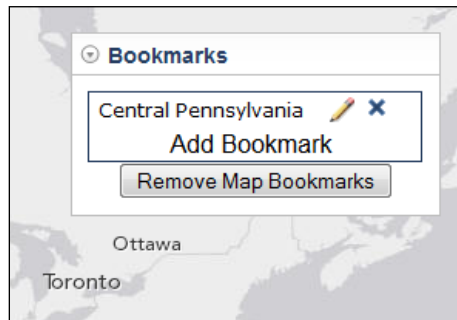 Bookmarks
Central Pennsylvania
Add Bookmark
Remove Map Bookmarks
Ottawa
Toronto